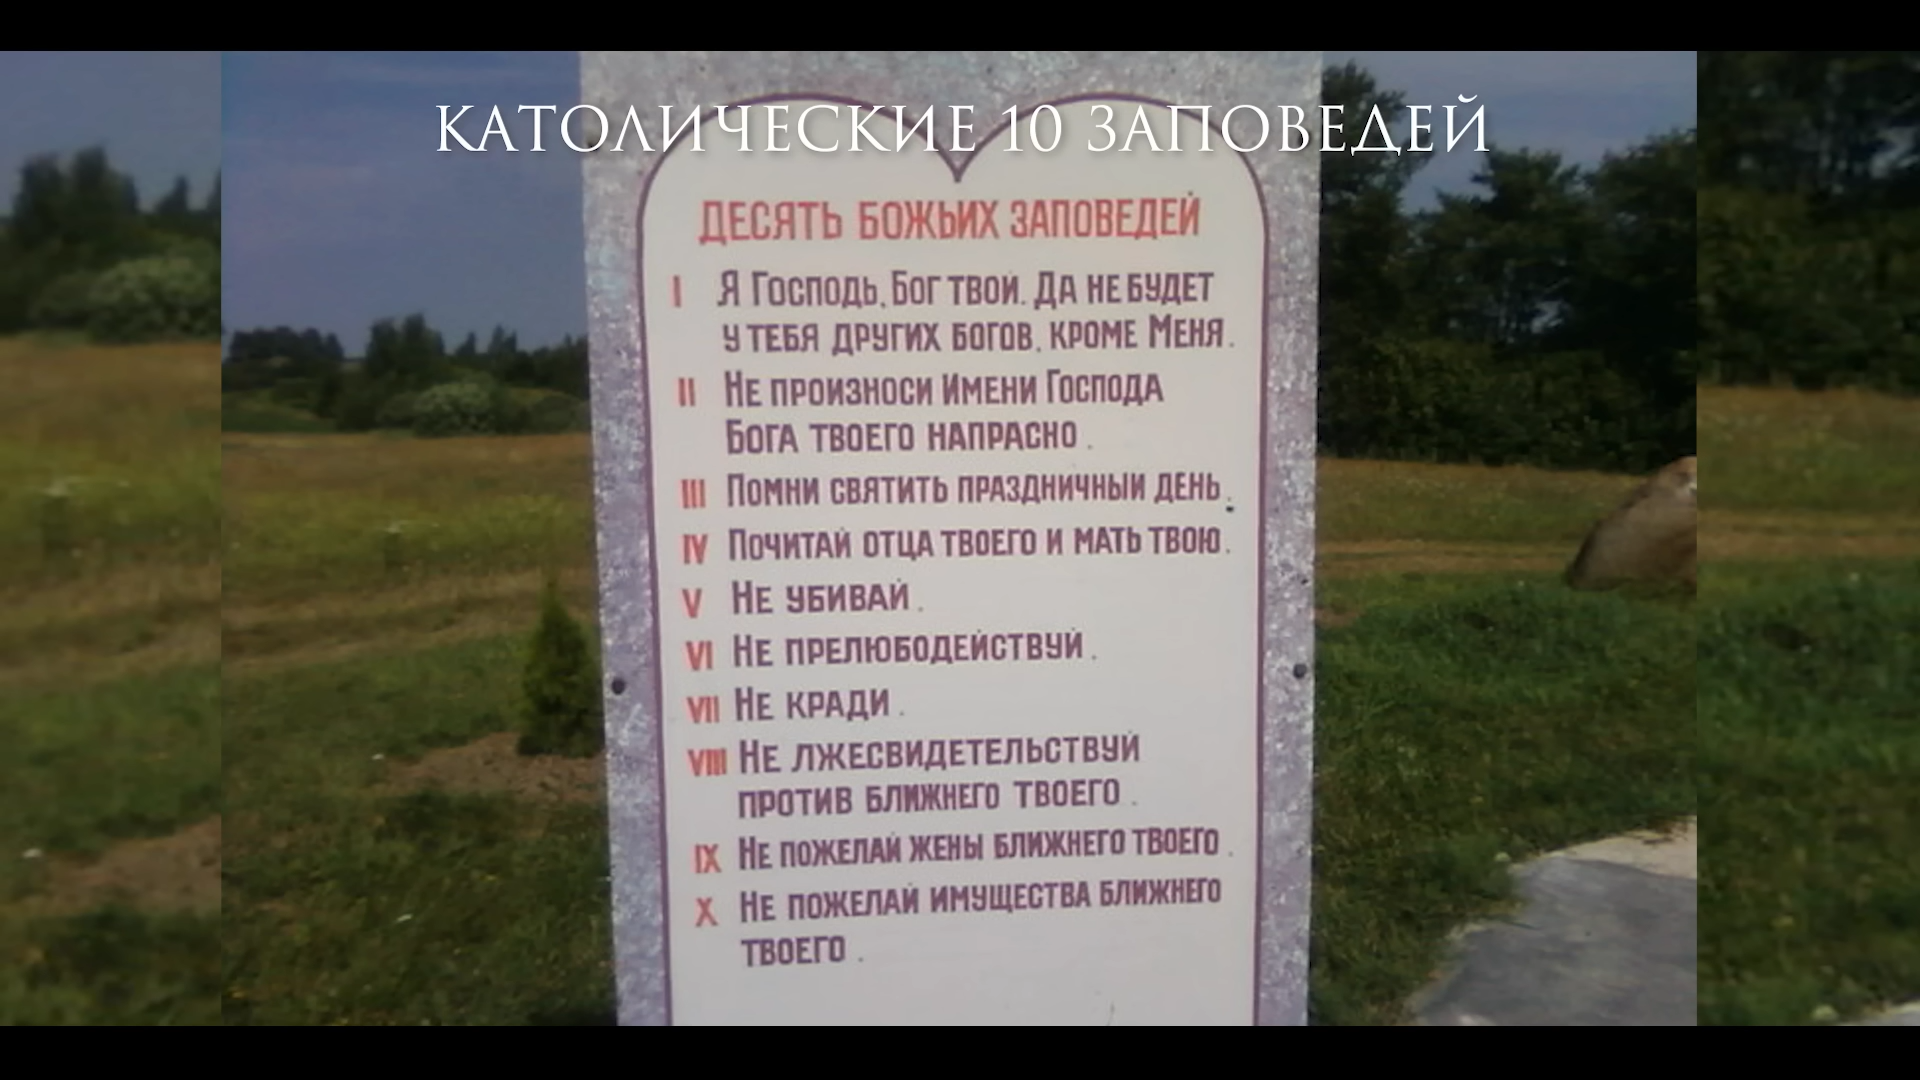 КАТОЛИЧЕСКИЕ 10 ЗАПОВЕДЕЙ
ДЕСЯТЬ БОЖЬИХ ЗАПОВЕДЕЙ
I Я Господь, Бог твой. Да не будет
у тебя других богов, кроме Меня.
II Не произноси Имени Господа
Бога твоего напрасно.
III Помни святить праздничный день.
IV Почитай отца твоего и мать твою.
V Не убивай.
VI Не прелюбодействуй.
VII Не кради.
VIII Не лжесвидетельствуй
против ближнего твоего.
IX Не пожелай жены ближнего твоего.
X Не пожелай имущества ближнего
твоего.